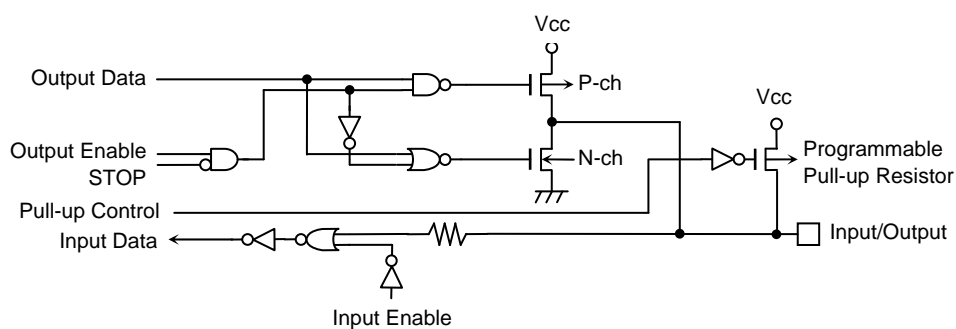 Vcc
Output Data
P-ch
Vcc
Output Enable
STOP
N-ch
Programmable
Pull-up Resistor
Pull-up Control
Input Data
Input/Output
Input Enable